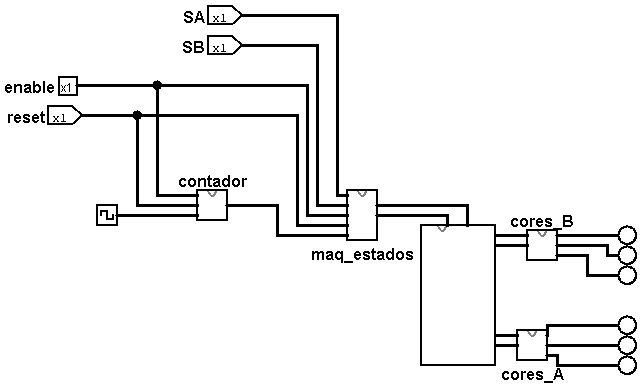 SA x1
SB x1
enable x1
reset x1
contador
maq_estados
cores_B
cores_A